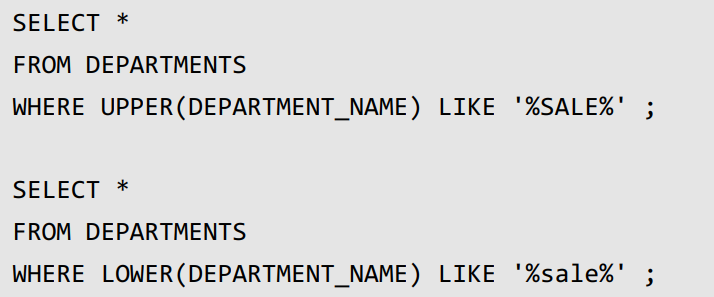 SELECT *
FROM DEPARTMENTS
WHERE UPPER(DEPARTMENT_NAME) LIKE '%SALE%' ;
SELECT *
FROM DEPARTMENTS
WHERE LOWER(DEPARTMENT_NAME) LIKE '%sale%' ;